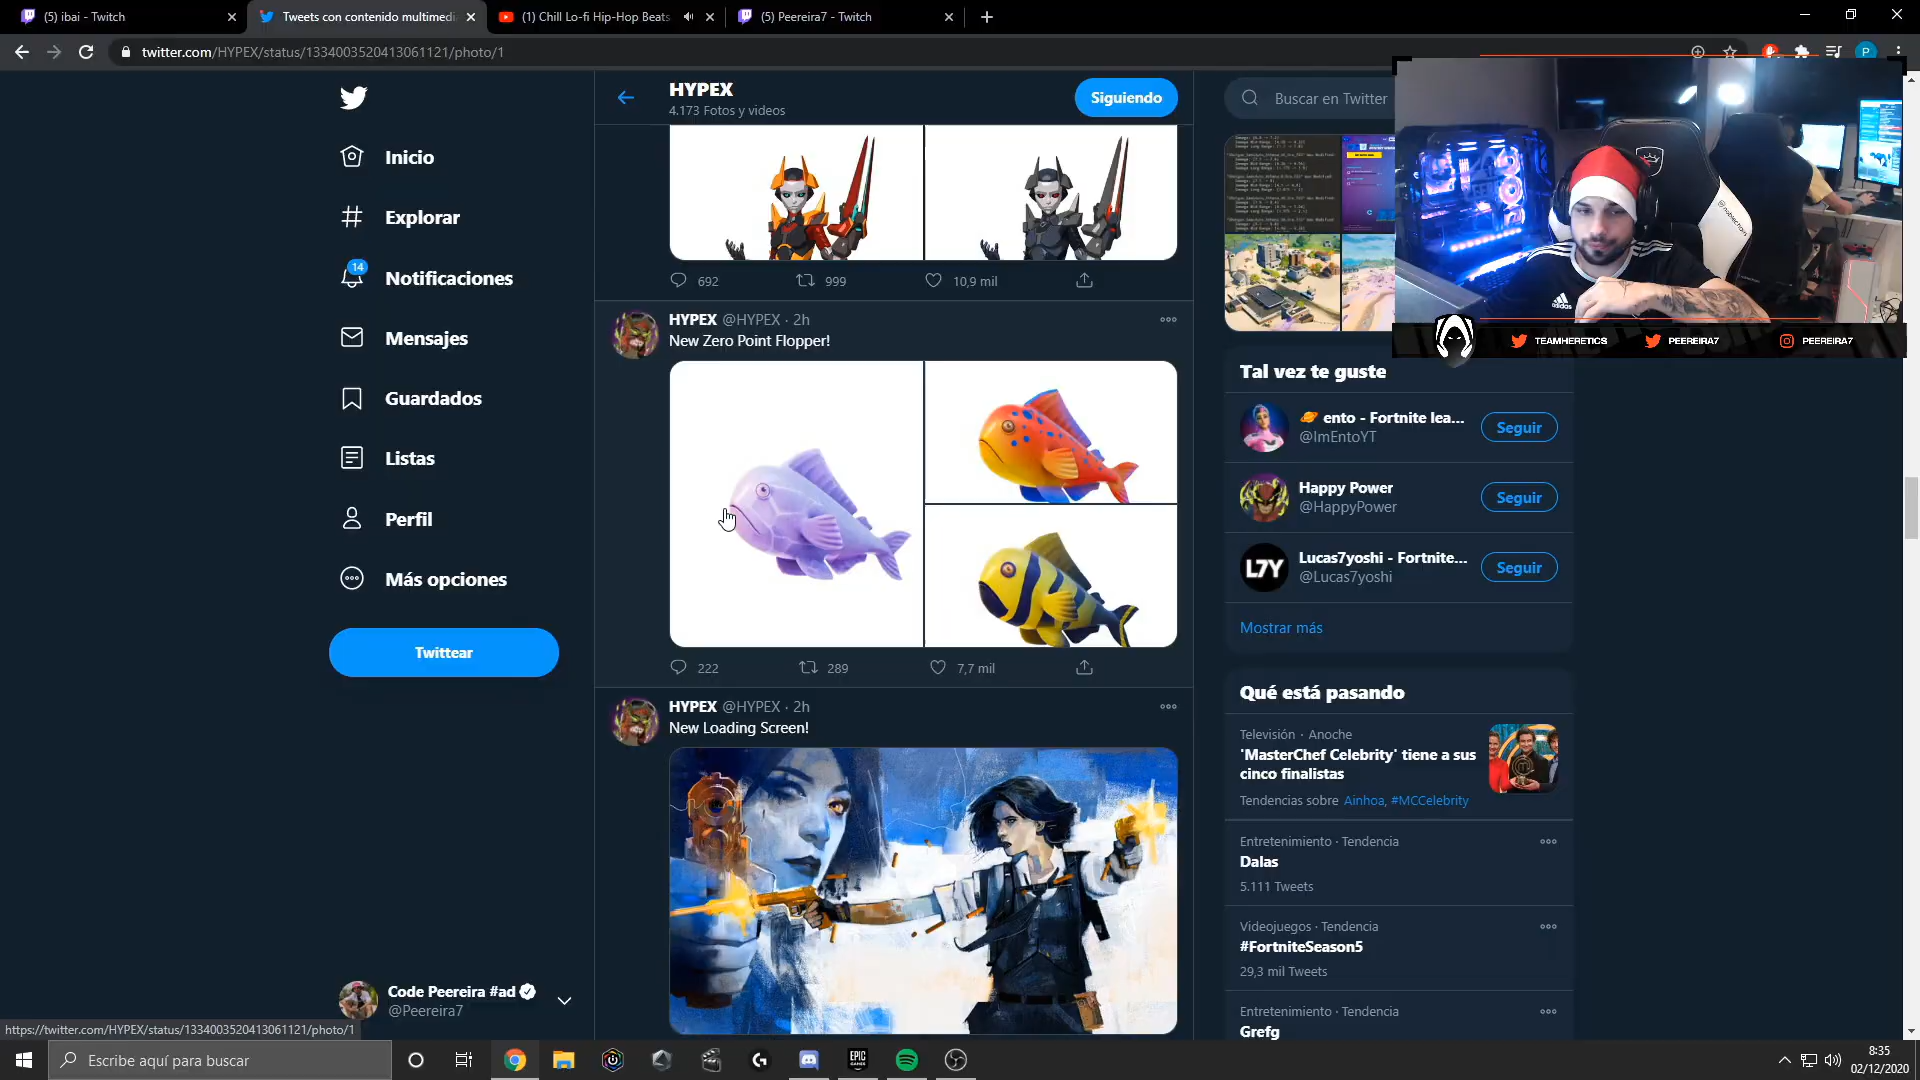 (5) ibai - Twitch
Tweets con contenido multimedi
(1) Chill Lo-fi Hip-Hop Beats
(5) Peereira7 - Twitch
twitter.com/HYPEX/status/1334003520413061121/photo/1
P
HYPEX
4.173 Fotos y videos
Siguiendo
Buscar en Twitter
Inicio
Explorar
14
Notificaciones
Mensajes
Guardados
Listas
Perfil
Más opciones
Twittear
Code Peereira #ad
@Peereira7
692
999
10,9 mil
HYPEX @HYPEX · 2h
New Zero Point Flopper!
222
289
7,7 mil
HYPEX @HYPEX · 2h
New Loading Screen!
adidas
TEAMHERETICS
PEEREIRA7
PEEREIRA7
Tal vez te guste
ento - Fortnite lea...
@ImEntoYT
Seguir
Happy Power
@HappyPower
Seguir
L7Y
Lucas7yoshi - Fortnite...
@Lucas7yoshi
Seguir
Mostrar más
Qué está pasando
Televisión · Anoche
'MasterChef Celebrity' tiene a sus
cinco finalistas
Tendencias sobre Ainhoa, #MCCelebrity
Entretenimiento · Tendencia
Dalas
5.111 Tweets
Videojuegos · Tendencia
#FortniteSeason5
29,3 mil Tweets
Entretenimiento · Tendencia
Grefg
https://twitter.com/HYPEX/status/1334003520413061121/photo/1
Escribe aquí para buscar
EPIC
GAMES
8:35
02/12/2020